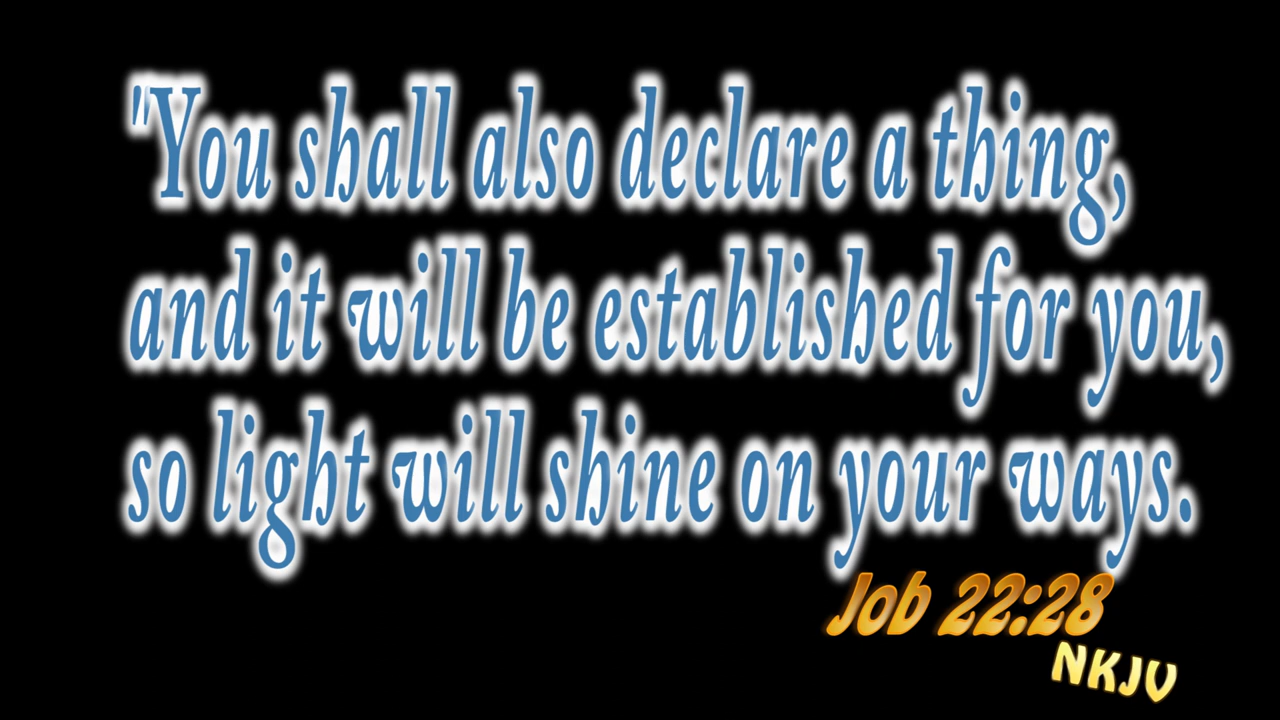 "You shall also declare a thing,
and it will be established for you,
so light will shine on your ways.
Job 22:28
NKJV